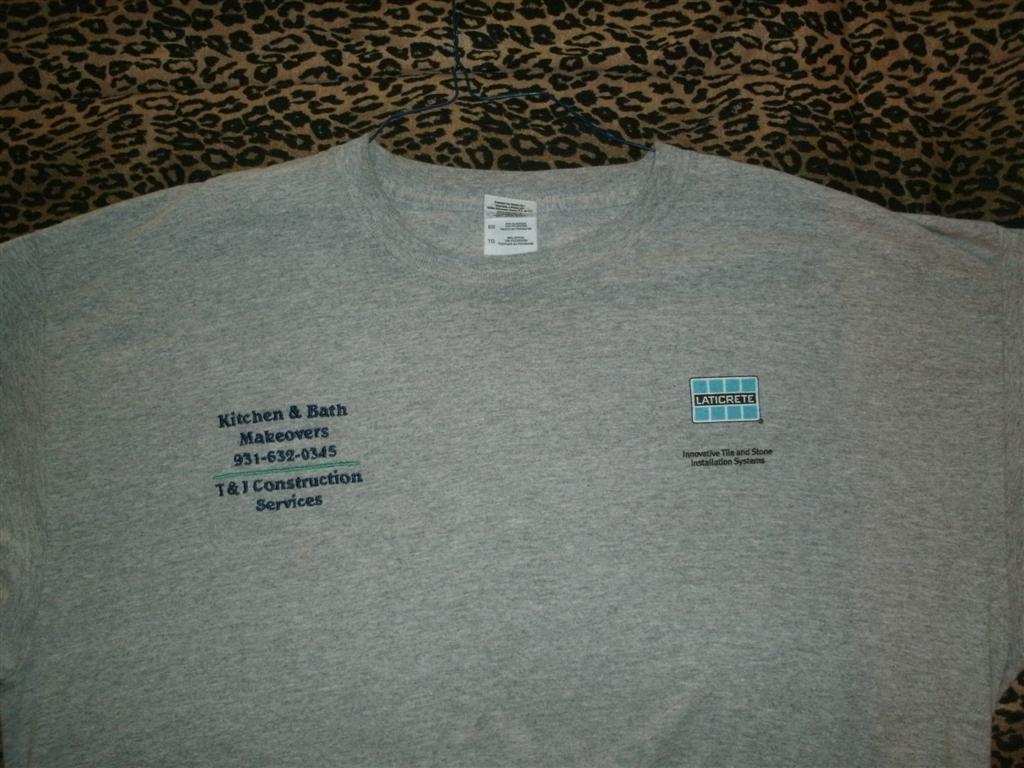 Kitchen & Bath
Makeovers
931-632-0345
T & J Construction
Services
LATICRETE
Innovative Tile and Stone
Installation Systems